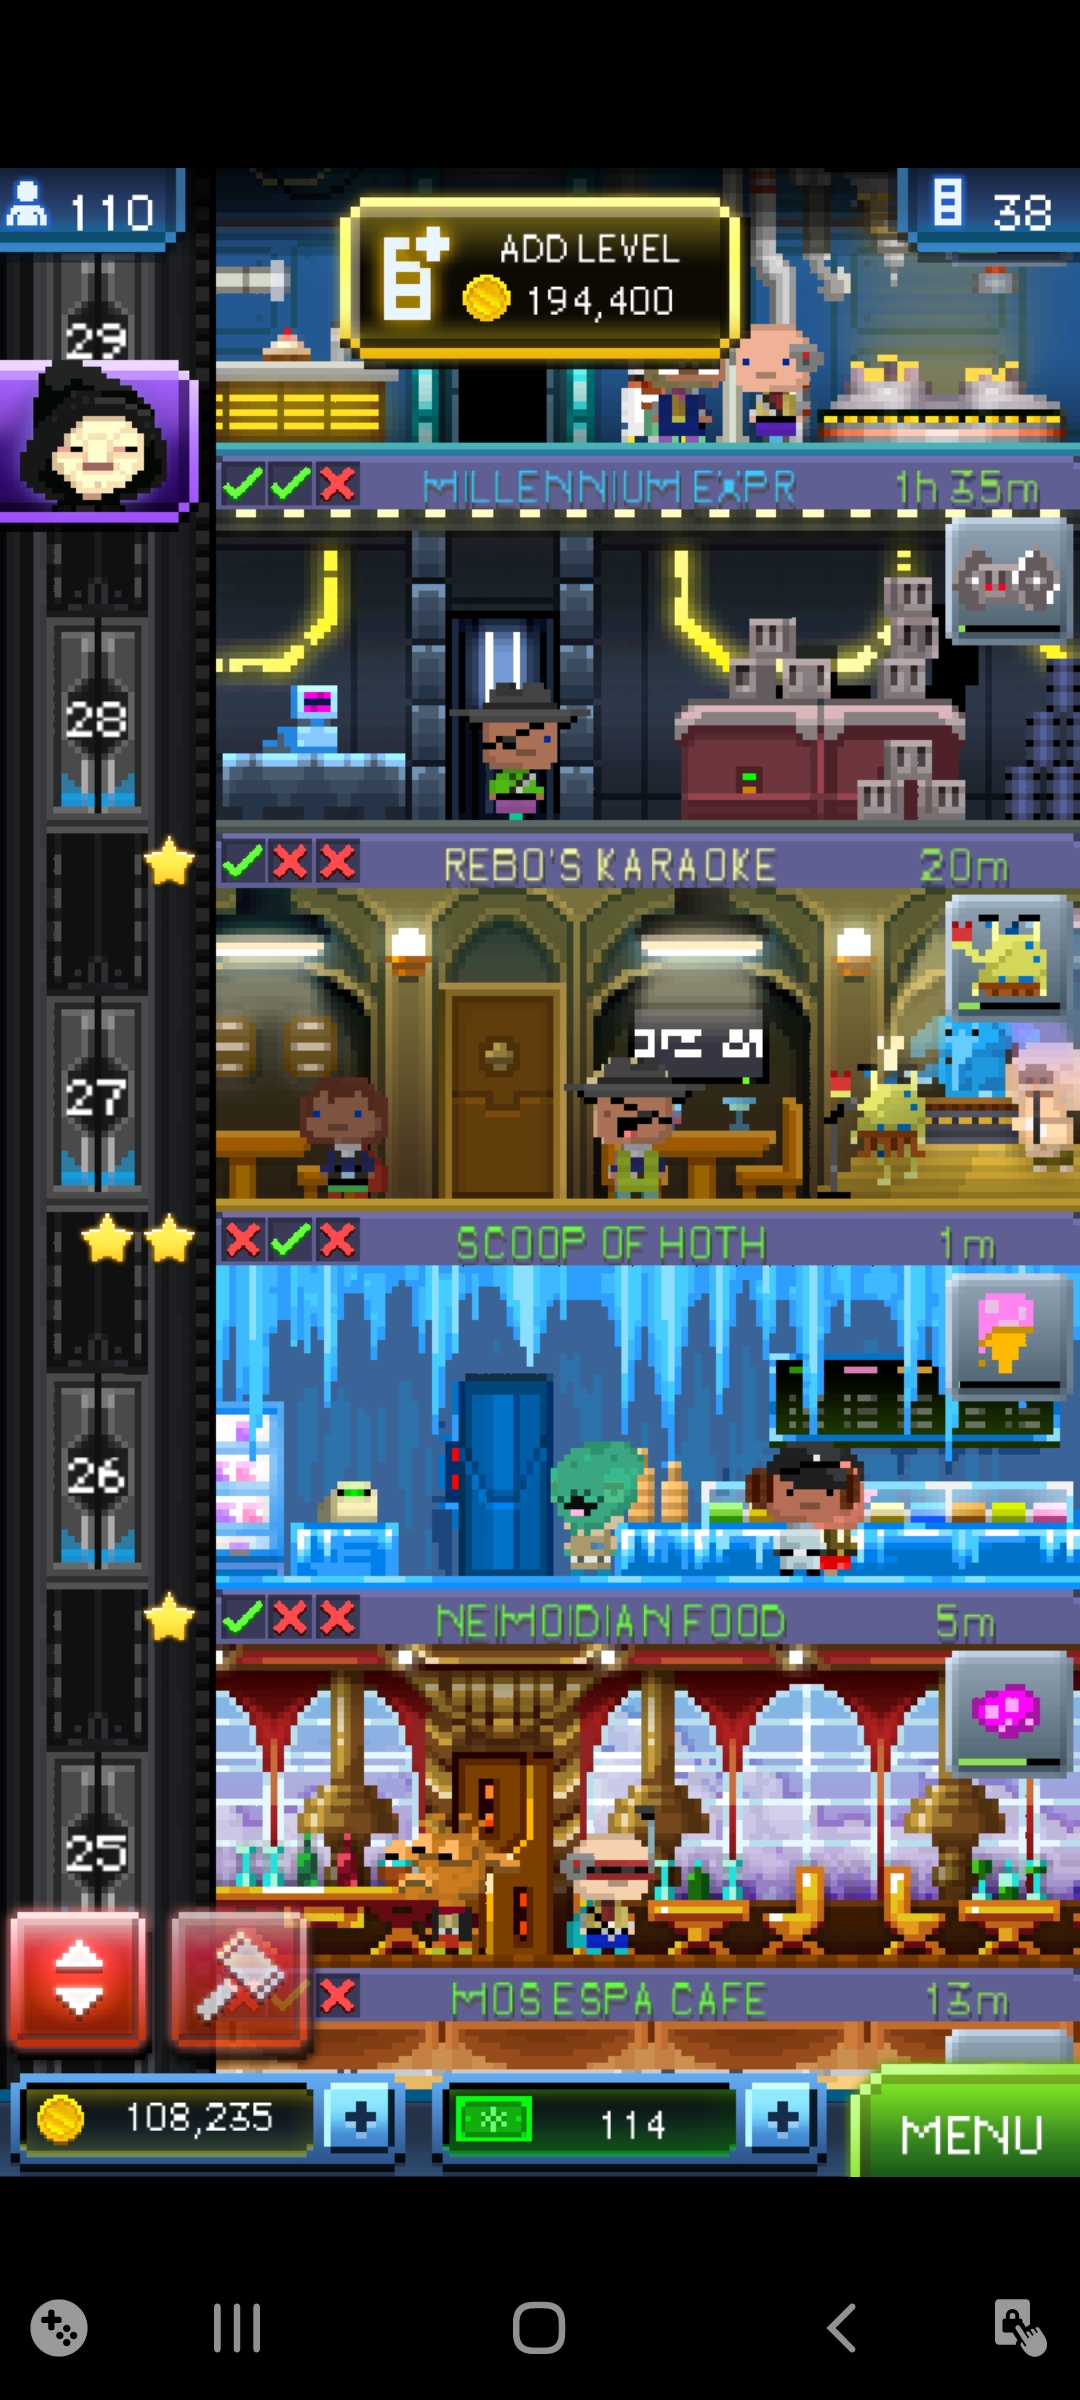 110
38
ADD LEVEL
194,400
29
MILLENNIUM EXPR 1h 35m
28
REBO'S KARAOKE 20m
27
SCOOP OF HOTH 1m
26
NEIMOIDIAN FOOD 5m
25
MOS ESPA CAFE 13m
108,235
114
MENU